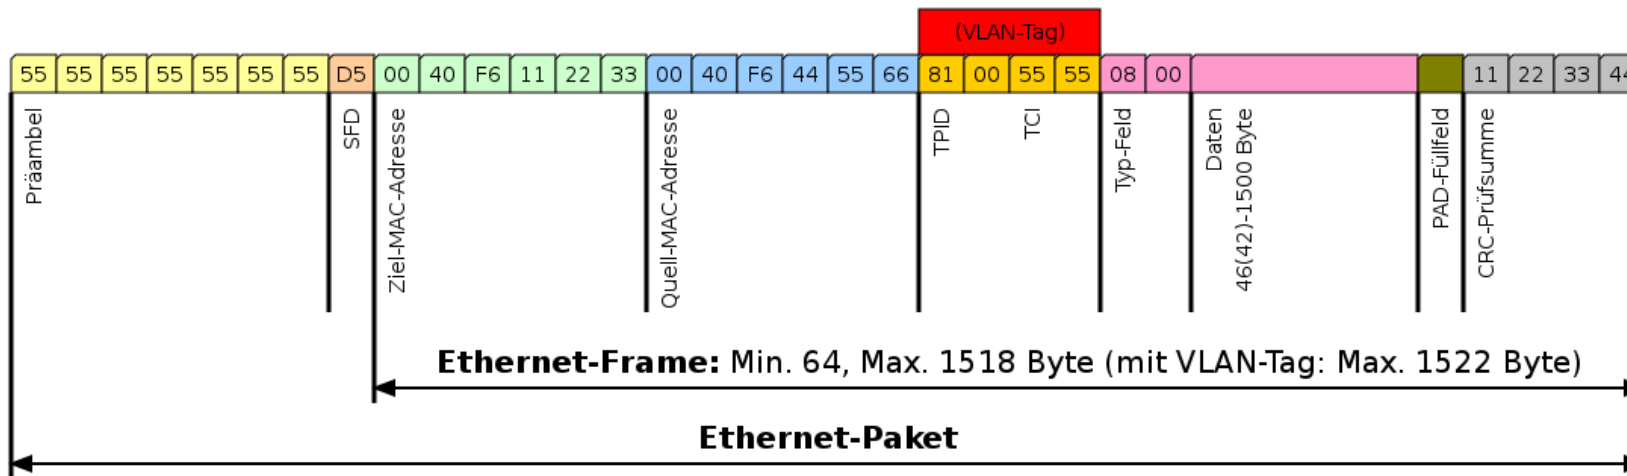 (VLAN-Tag)
55 55 55 55 55 55 55 D5 00 40 F6 11 22 33 00 40 F6 44 55 66 81 00 55 55 08 00 11 22 33 44
Präambel
SFD
Ziel-MAC-Adresse
Quell-MAC-Adresse
TPID
TCI
Typ-Feld
Daten
46(42)-1500 Byte
PAD-Füllfeld
CRC-Prüfsumme
Ethernet-Frame: Min. 64, Max. 1518 Byte (mit VLAN-Tag: Max. 1522 Byte)
Ethernet-Paket